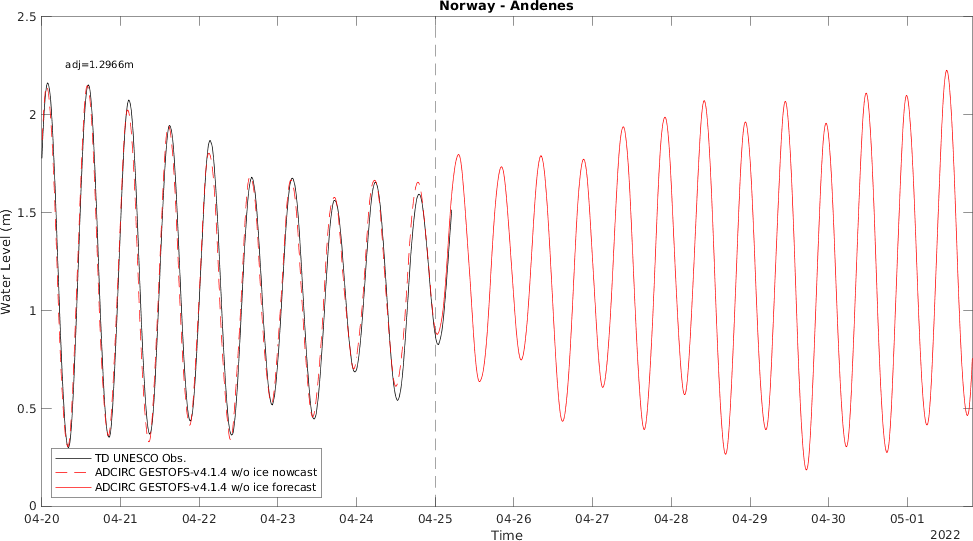 Norway - Andenes
adj=1.2966m
Water Level (m)
2.5
2
1.5
1
0.5
0
TD UNESCO Obs.
ADCIRC GESTOFS-v4.1.4 w/o ice nowcast
ADCIRC GESTOFS-v4.1.4 w/o ice forecast
04-20 04-21 04-22 04-23 04-24 04-25 04-26 04-27 04-28 04-29 04-30 05-01
Time
2022